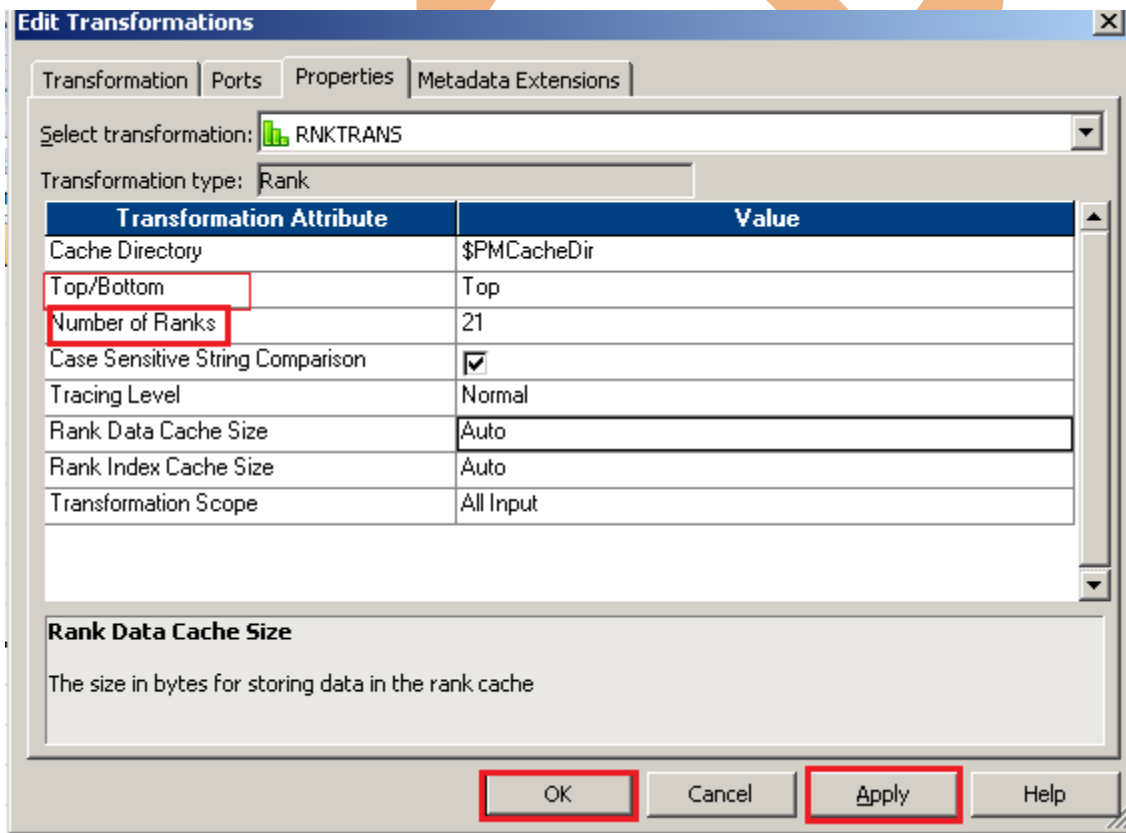 Edit Transformations
Transformation Ports Properties Metadata Extensions
Select transformation: RNKTRANS
Transformation type: Rank
Transformation Attribute Value
Cache Directory $PMCacheDir
Top/Bottom Top
Number of Ranks 21
Case Sensitive String Comparison
Tracing Level Normal
Rank Data Cache Size Auto
Rank Index Cache Size Auto
Transformation Scope All Input
Rank Data Cache Size
The size in bytes for storing data in the rank cache
OK Cancel Apply Help